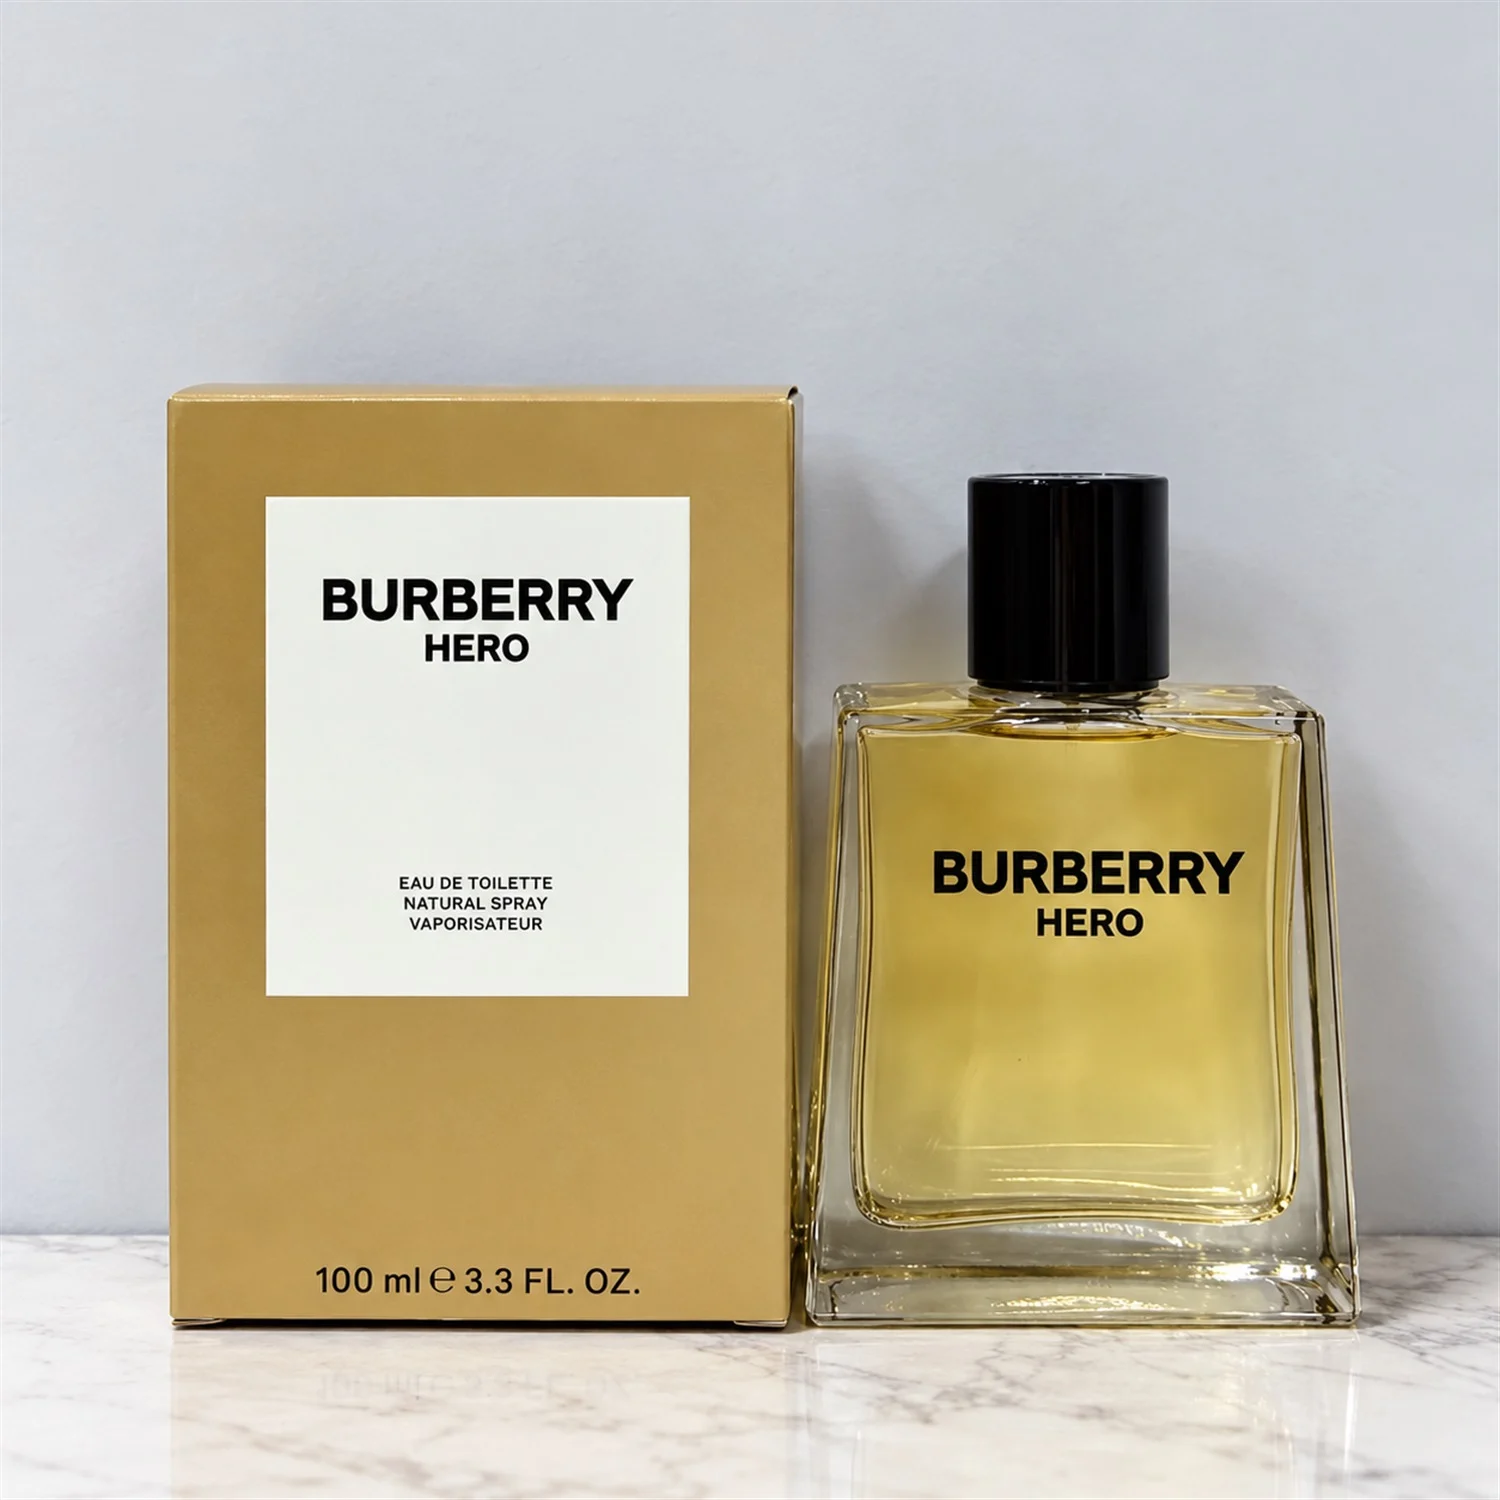 BURBERRY
HERO
EAU DE TOILETTE
NATURAL SPRAY
VAPORISATEUR
100 ml ℮ 3.3 FL. OZ.
BURBERRY
HERO